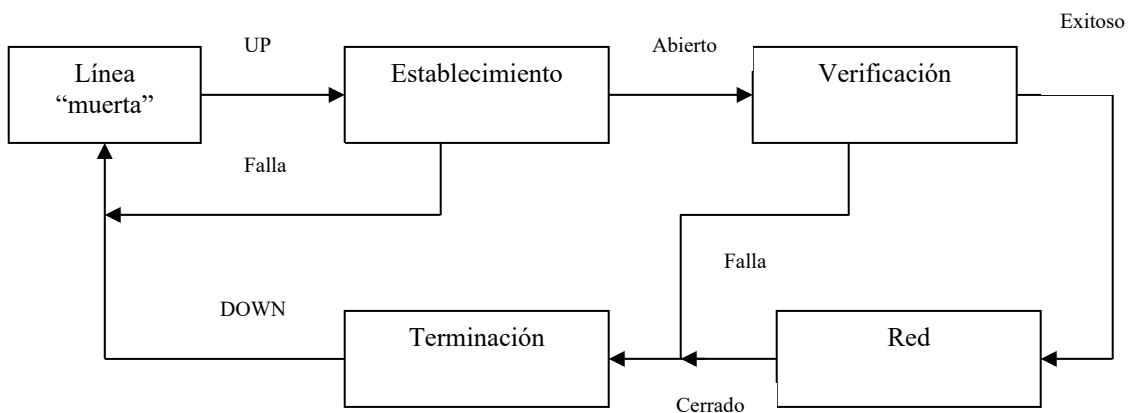 Exitoso
UP
Abierto
Línea
“muerta”
Establecimiento
Verificación
Falla
Falla
DOWN
Terminación
Red
Cerrado